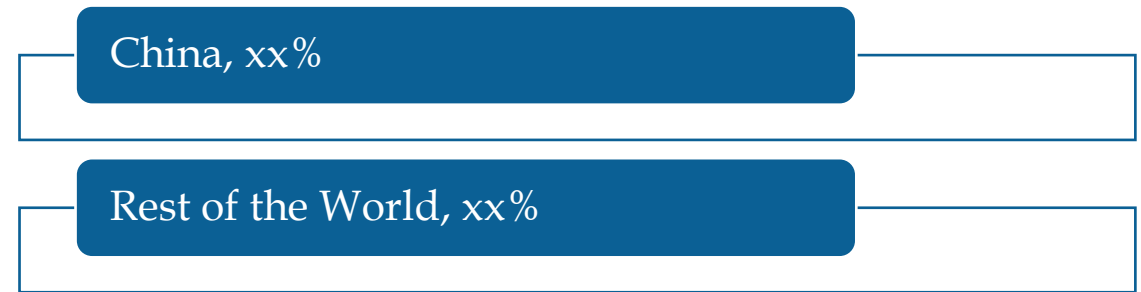 China, xx%
Rest of the World, xx%